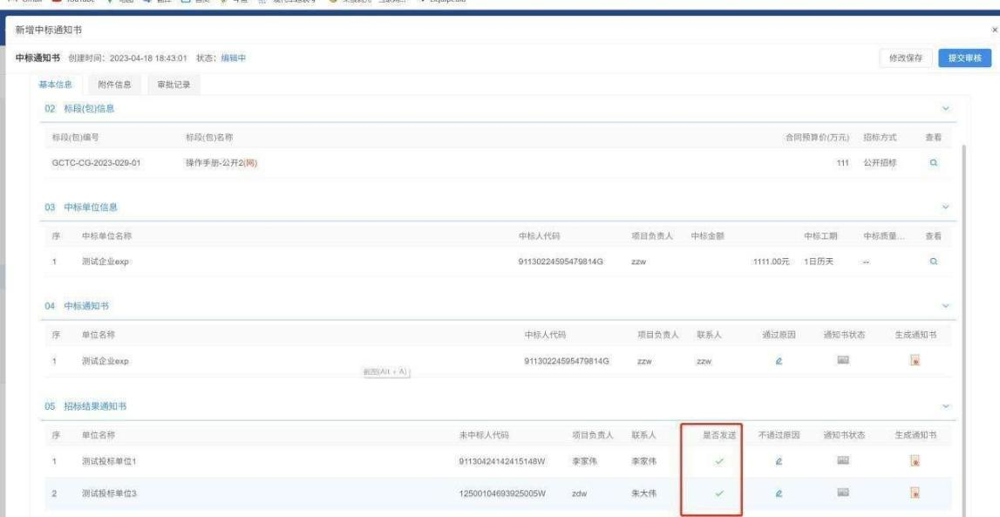 Gmail YouTube 地图
新增中标通知书 ×
中标通知书 创建时间：2023-04-18 18:43:01 状态：编辑中 修改保存 提交审核
基本信息 附件信息 审批记录
02 标段(包)信息
标段(包)编号 标段(包)名称 合同预算价(万元) 招标方式 查看
GCTC-CG-2023-029-01 操作手册-公开2(网) 111 公开招标
03 中标单位信息
序 中标单位名称 中标人代码 项目负责人 中标金额 中标工期 中标质量... 查看
1 测试企业exp 91130224595479814G zzw 1111.00元 1日历天 --
04 中标通知书
序 单位名称 中标人代码 项目负责人 联系人 通过原因 通知书状态 生成通知书
1 测试企业exp 91130224595479814G zzw zzw
截图(Alt + A)
05 招标结果通知书
序 单位名称 未中标人代码 项目负责人 联系人 是否发送 不通过原因 通知书状态 生成通知书
1 测试投标单位1 91130424142415148W 李家伟 李家伟
2 测试投标单位3 12500104693925005W zdw 朱大伟